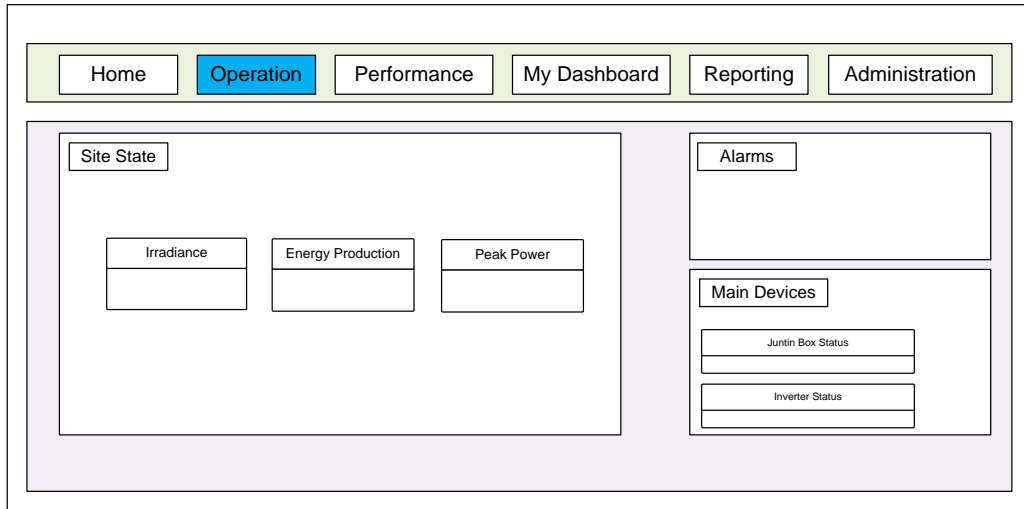 Home
Operation
Performance
My Dashboard
Reporting
Administration
Site State
Irradiance
Energy Production
Peak Power
Alarms
Main Devices
Juntin Box Status
Inverter Status